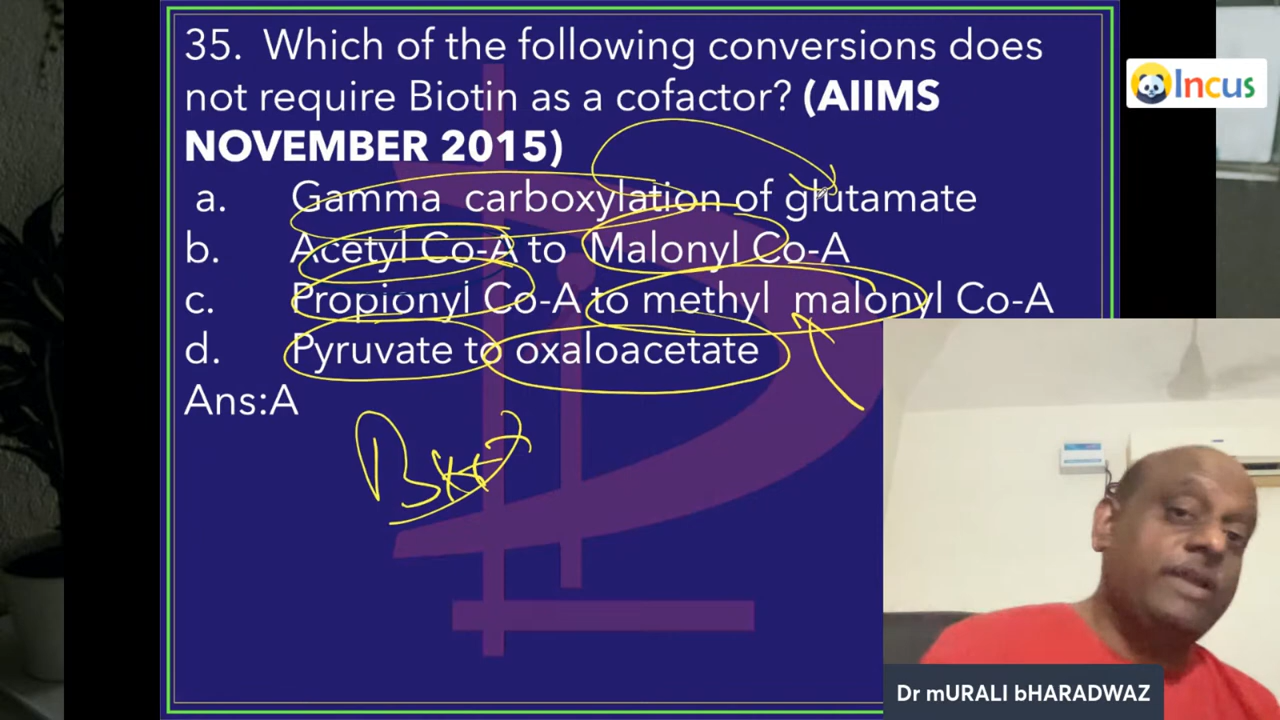 35. Which of the following conversions does
not require Biotin as a cofactor? (AIIMS
NOVEMBER 2015)
a. Gamma carboxylation of glutamate
b. Acetyl Co-A to Malonyl Co-A
c. Propionyl Co-A to methyl malonyl Co-A
d. Pyruvate to oxaloacetate
Ans:A
Incus
Dr mURALI bHARADWAZ